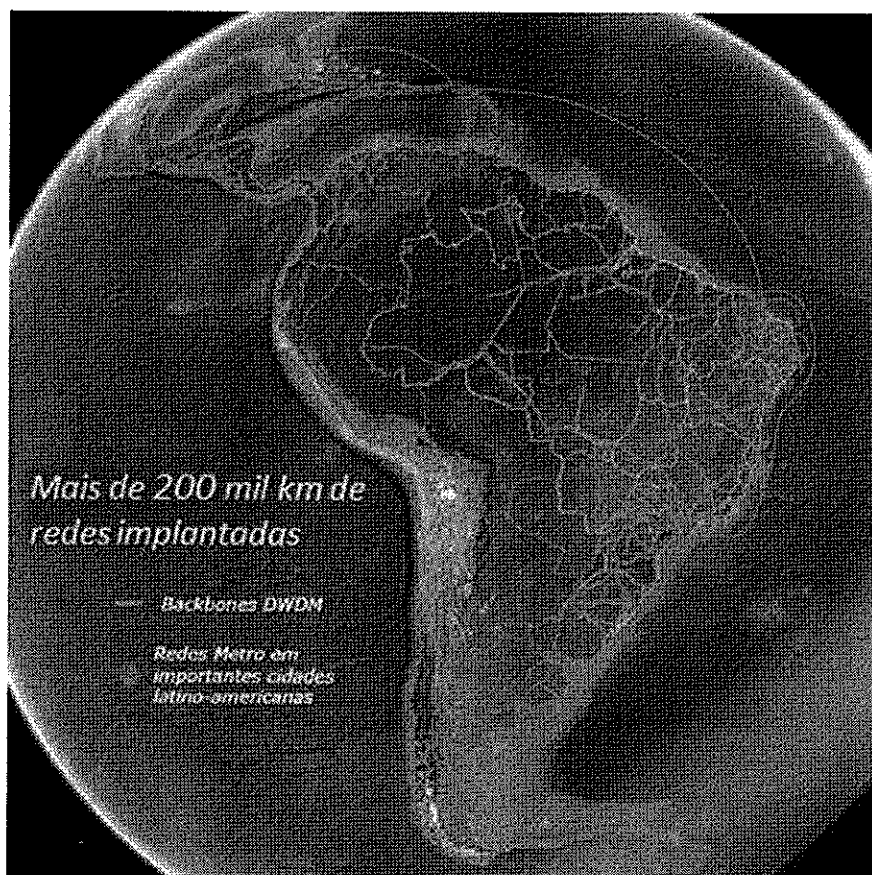 Mais de 200 mil km de
redes implantadas
Backbones DWDM
Redes Metro em
importantes cidades
latino-americanas